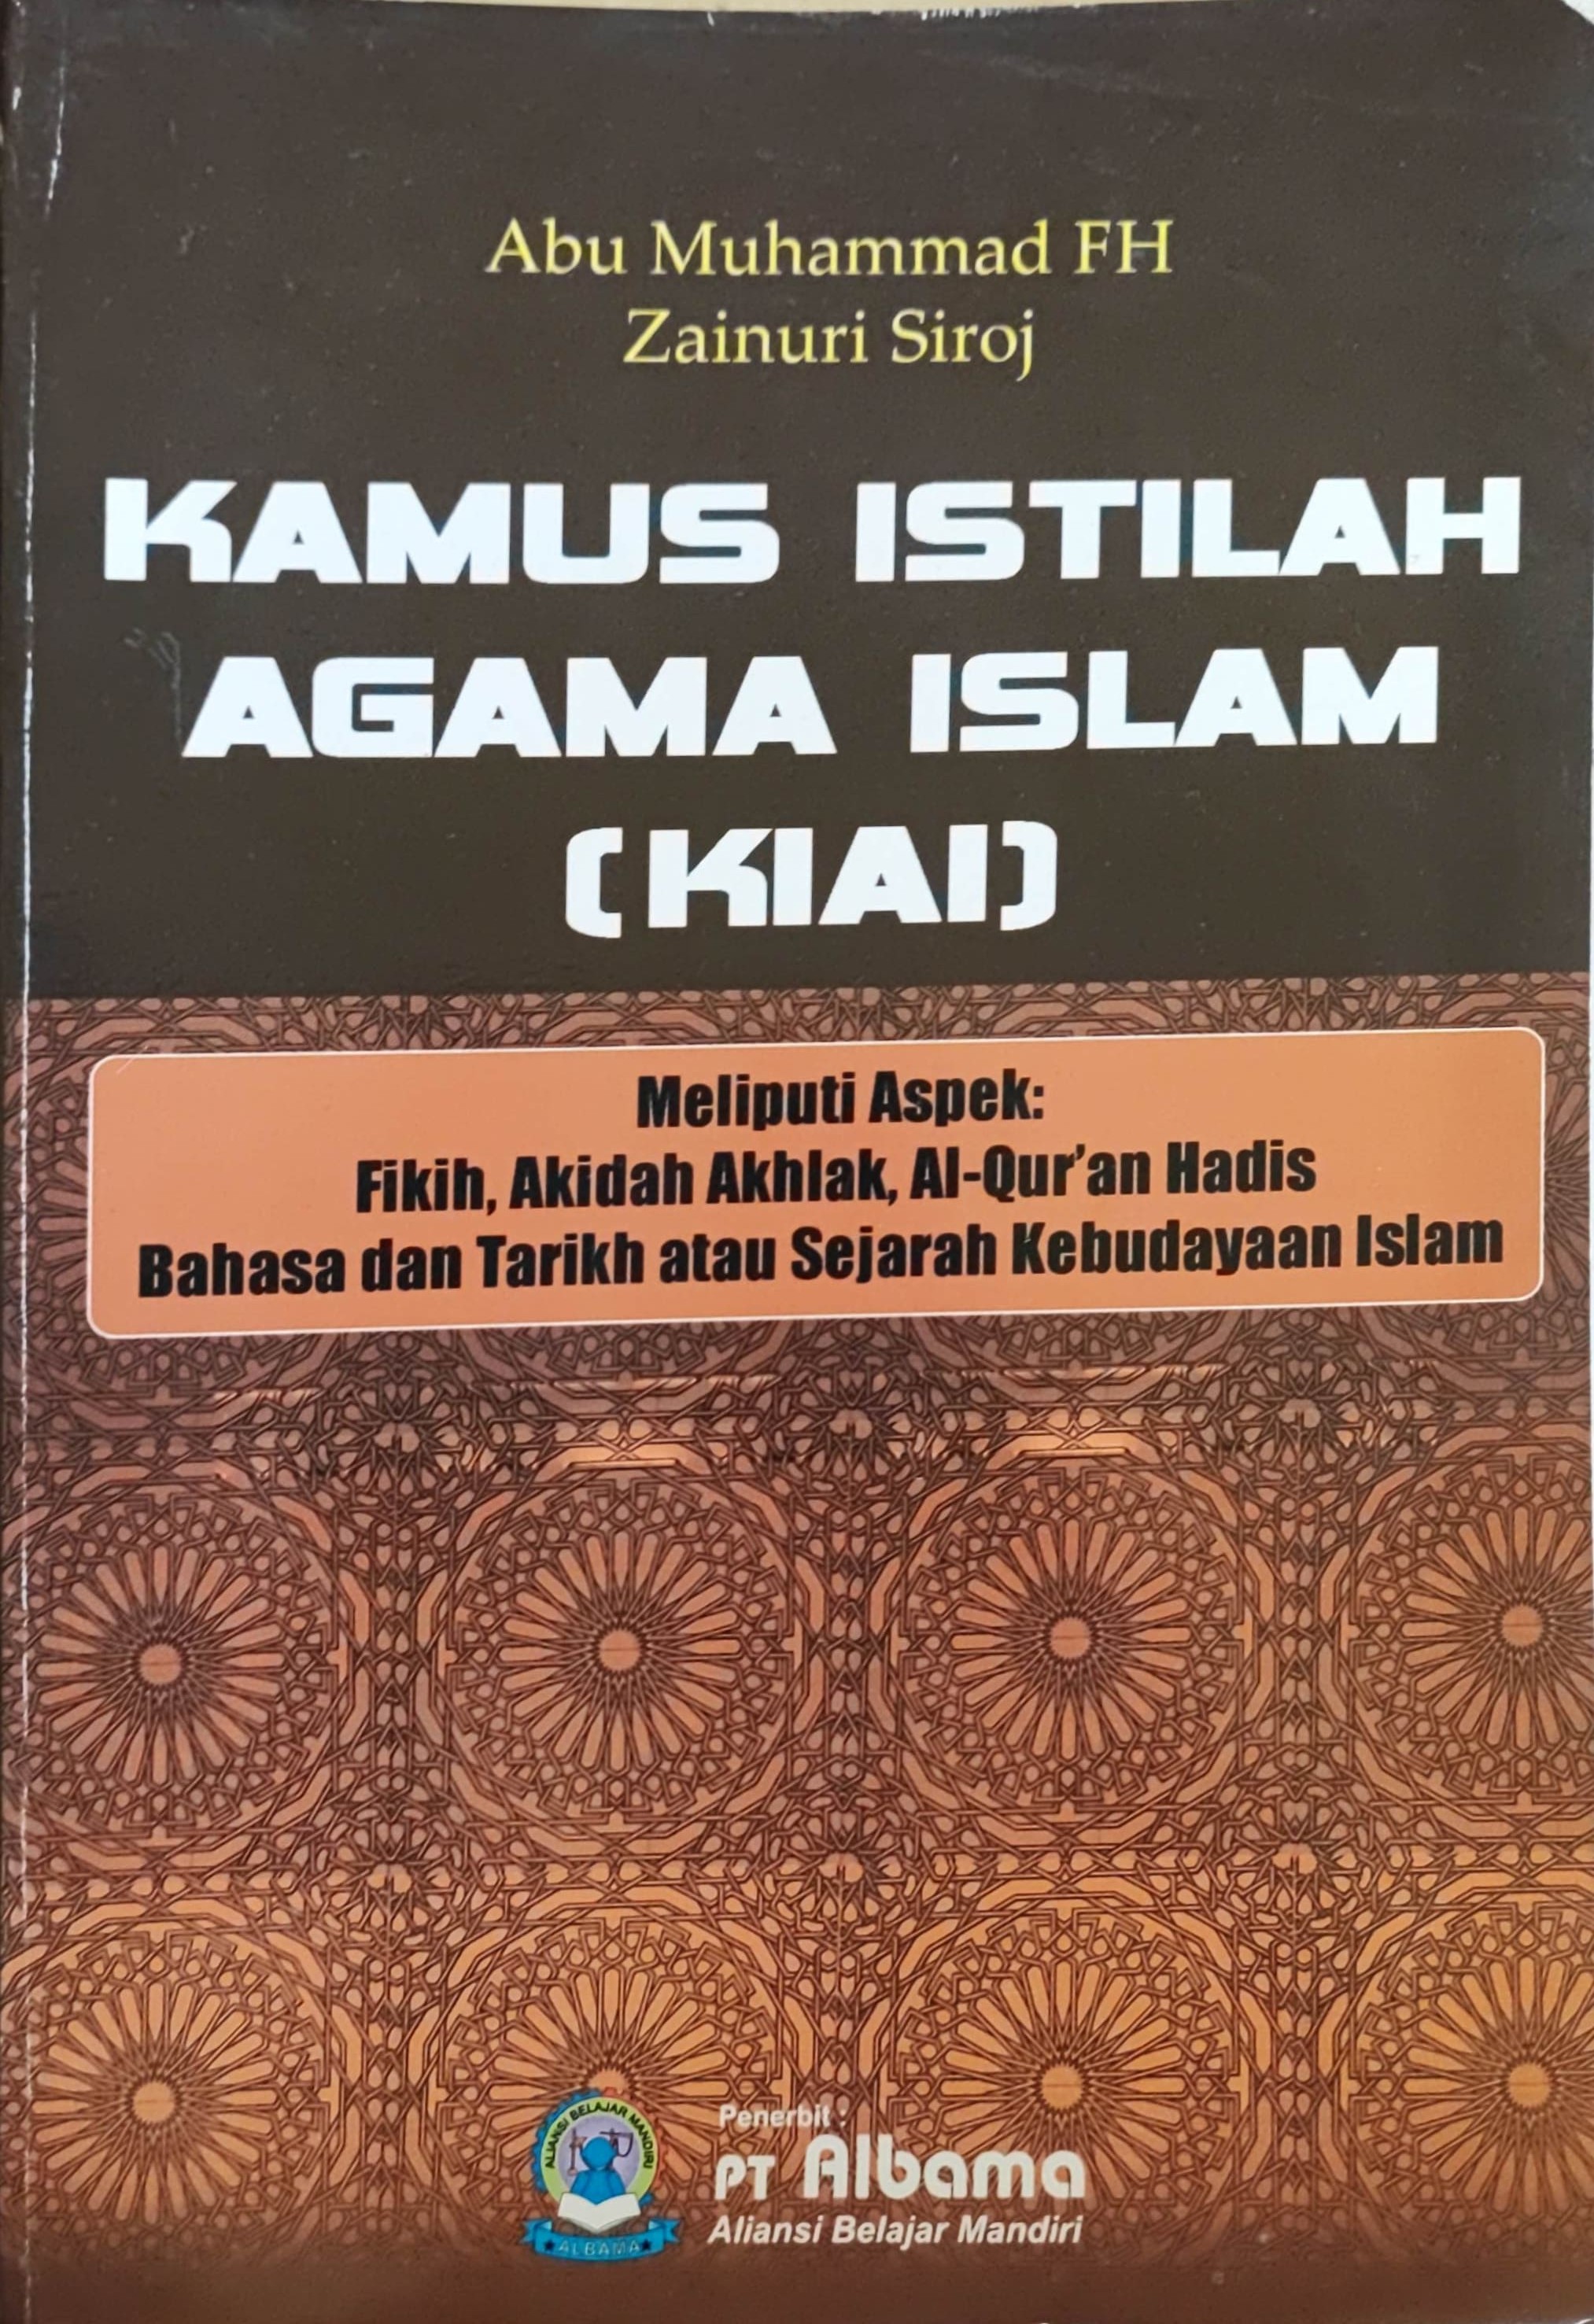 Abu Muhammad FH
Zainuri Siroj
KAMUS ISTILAH
AGAMA ISLAM
(KIAI)
Meliputi Aspek:
Fikih, Akidah Akhlak, Al-Qur'an Hadis
Bahasa dan Tarikh atau Sejarah Kebudayaan Islam
ALIANSI BELAJAR MANDIRI
ALBAMA
Penerbit :
PT Albama
Aliansi Belajar Mandiri